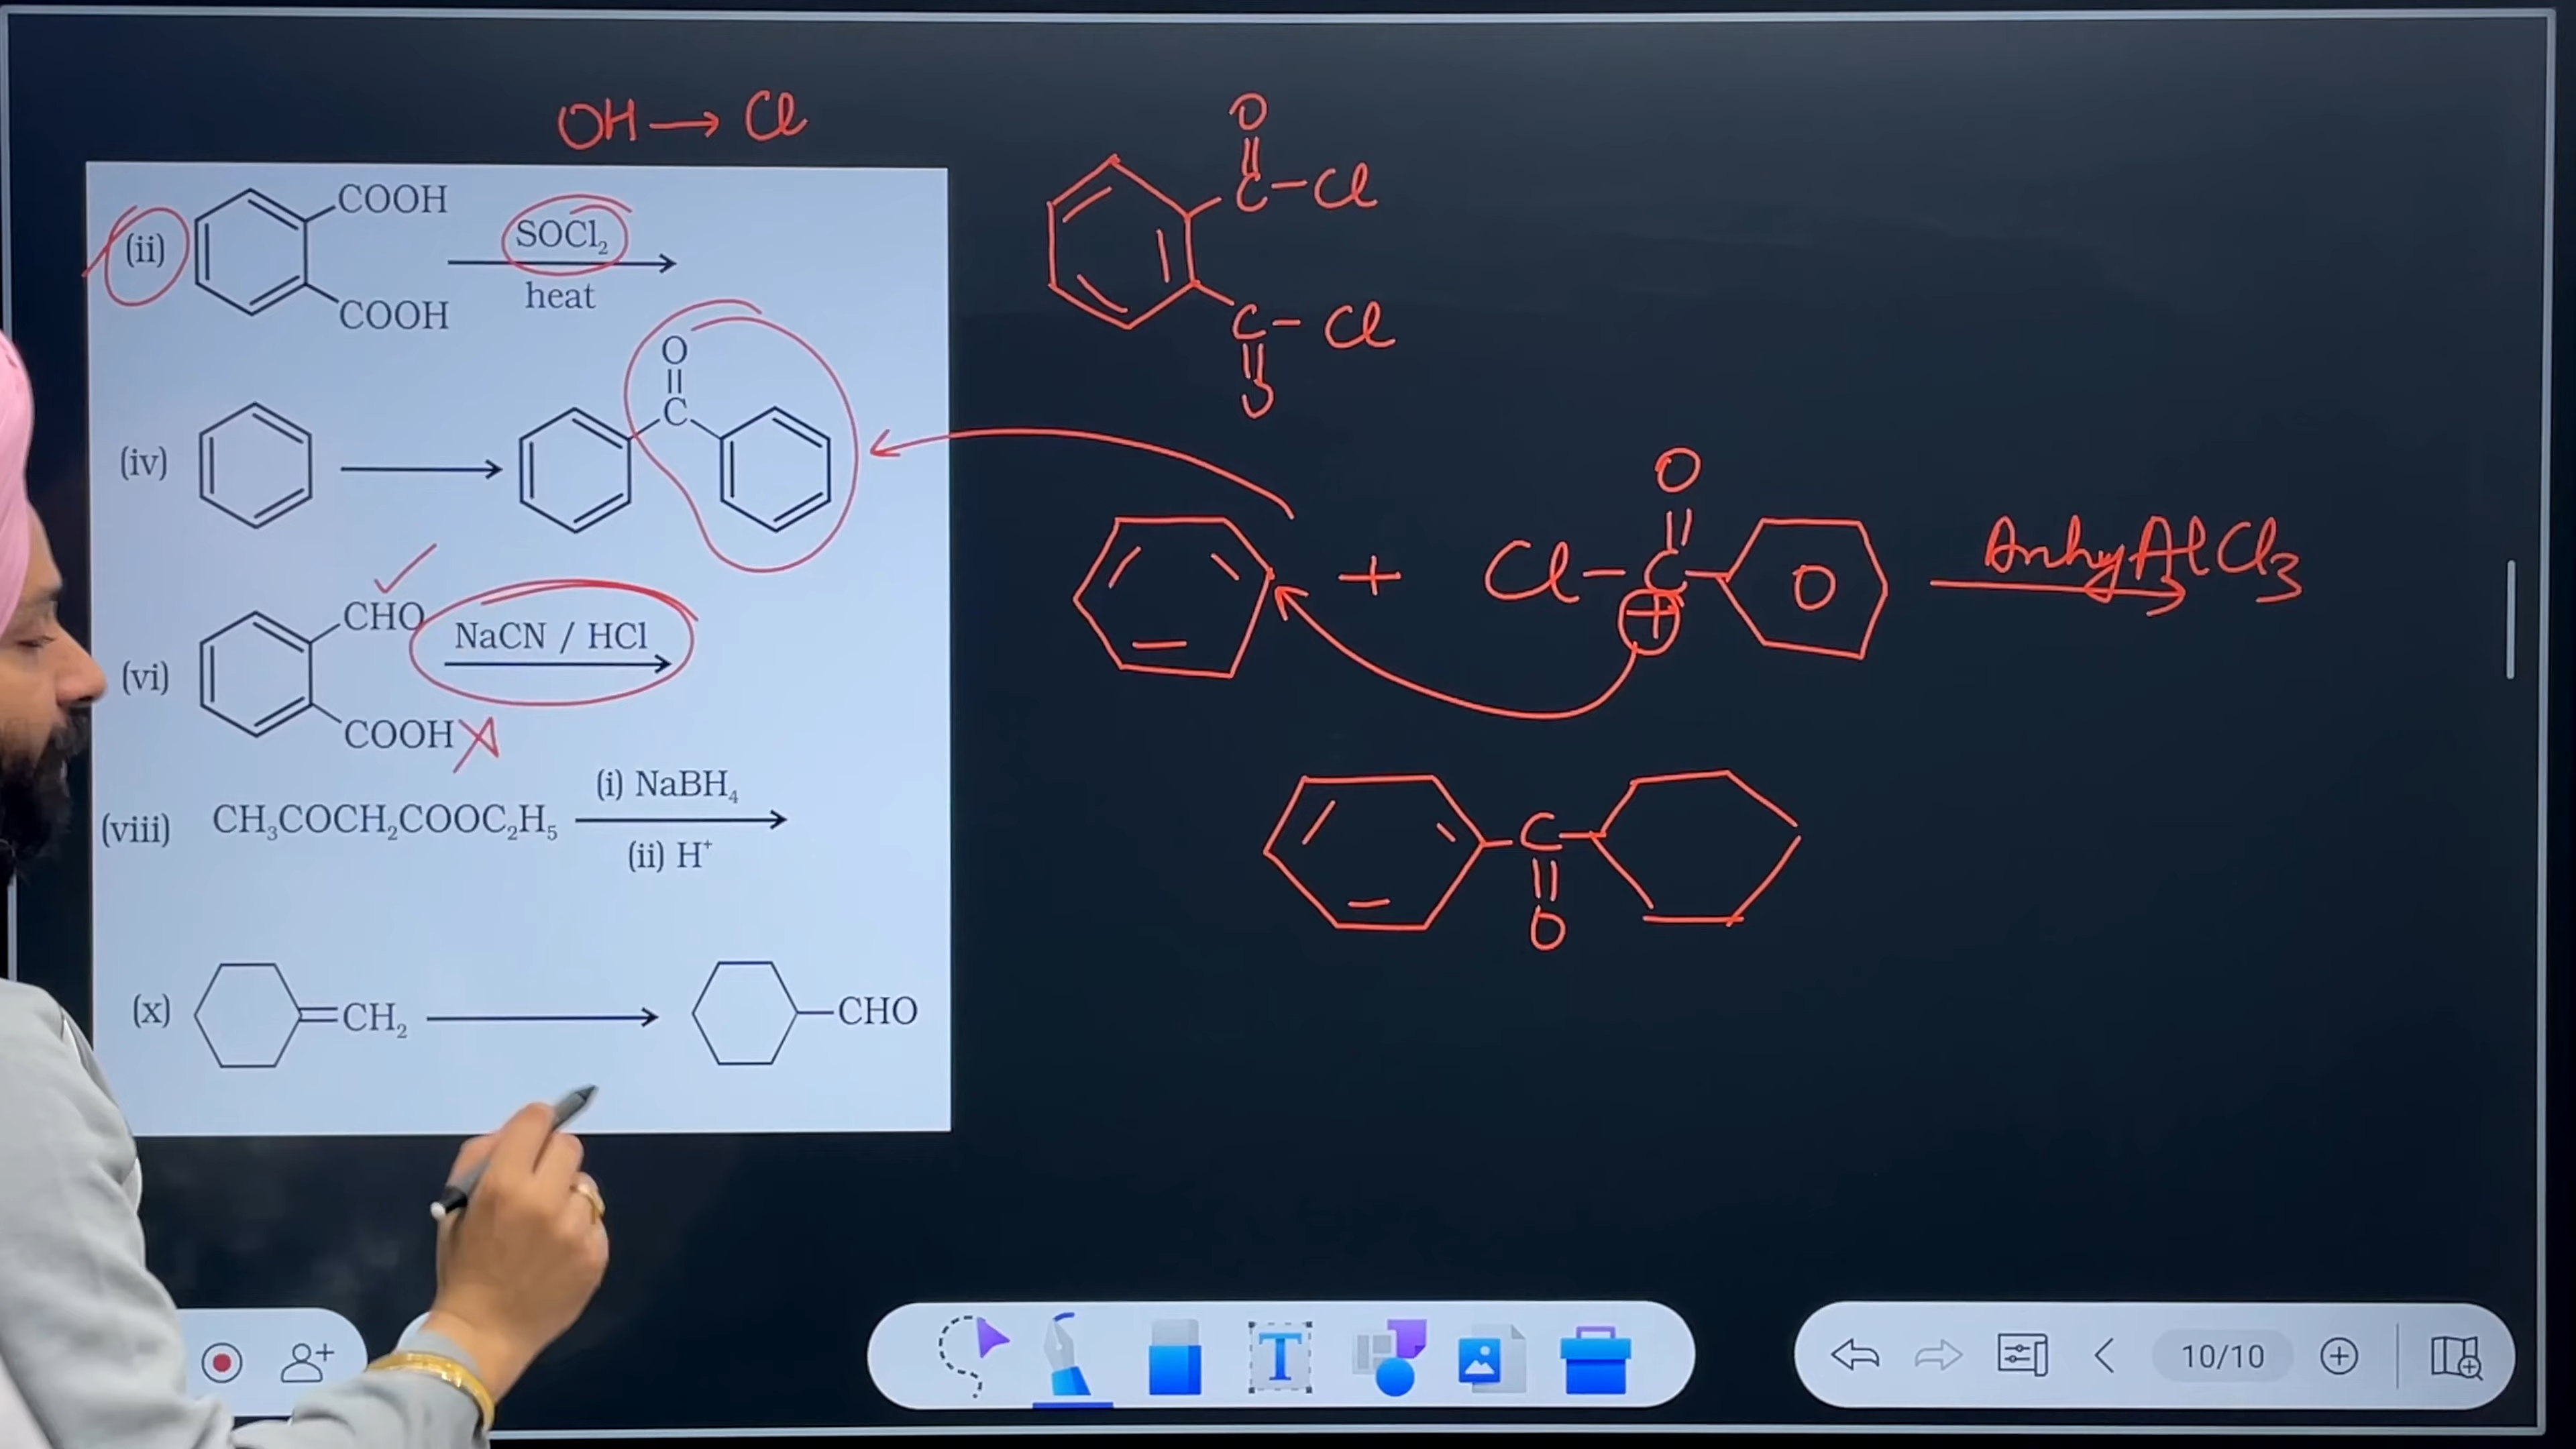 OH → Cl
(ii) COOH COOH SOCl₂ heat
O
C – Cl
C – Cl
O
(iv) O C
+ Cl – C – O
⊕
Anhy AlCl3
(vi) CHO ✓ COOH X NaCN / HCl
C
O
(viii) CH₃COCH₂COOC₂H₅ (i) NaBH₄ (ii) H⁺
(x) =CH₂ —CHO
T
10/10